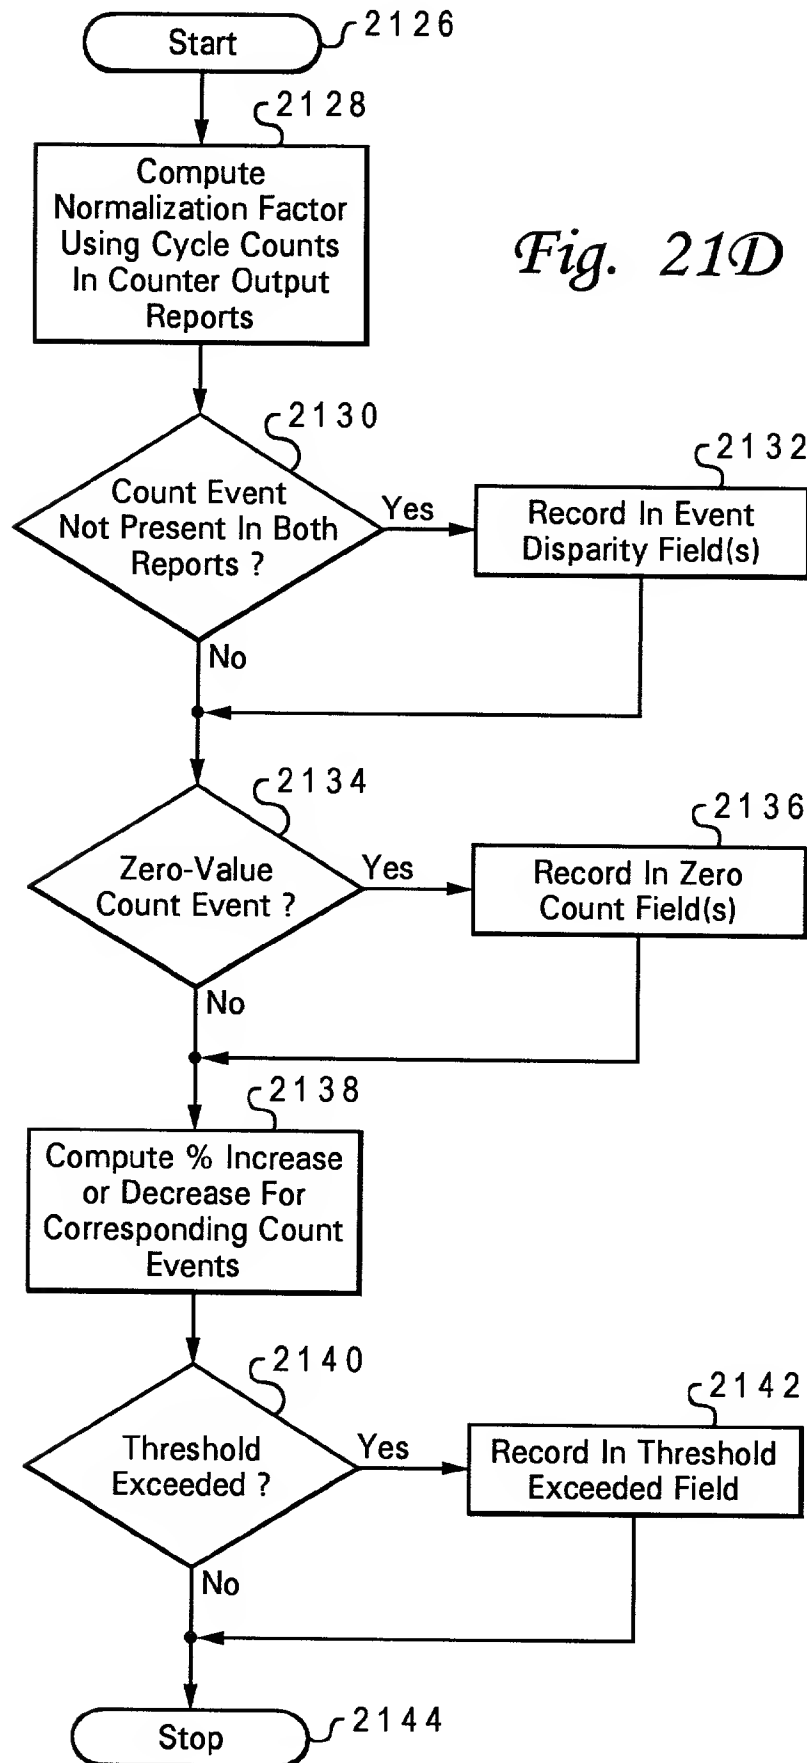 Start
2126
2128
Compute
Normalization Factor
Using Cycle Counts
In Counter Output
Reports
Fig. 21D
2130
Count Event
Not Present In Both
Reports ?
Yes
2132
Record In Event
Disparity Field(s)
No
2134
Zero-Value
Count Event ?
Yes
2136
Record In Zero
Count Field(s)
No
2138
Compute % Increase
or Decrease For
Corresponding Count
Events
2140
Threshold
Exceeded ?
Yes
2142
Record In Threshold
Exceeded Field
No
Stop
2144